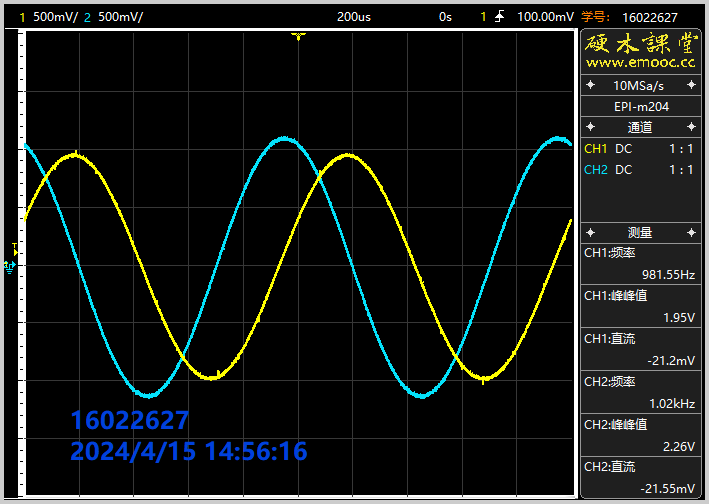 1 500mV/ 2 500mV/ 200us 0s 1 100.00mV 学号: 16022627
硬木課堂
www.emooc.cc
10MSa/s
EPI-m204
通道
CH1 DC 1 : 1
CH2 DC 1 : 1
测量
CH1:频率
981.55Hz
CH1:峰峰值
1.95V
CH1:直流
-21.2mV
CH2:频率
1.02kHz
CH2:峰峰值
2.26V
CH2:直流
-21.55mV
T
16022627
2024/4/15 14:56:16